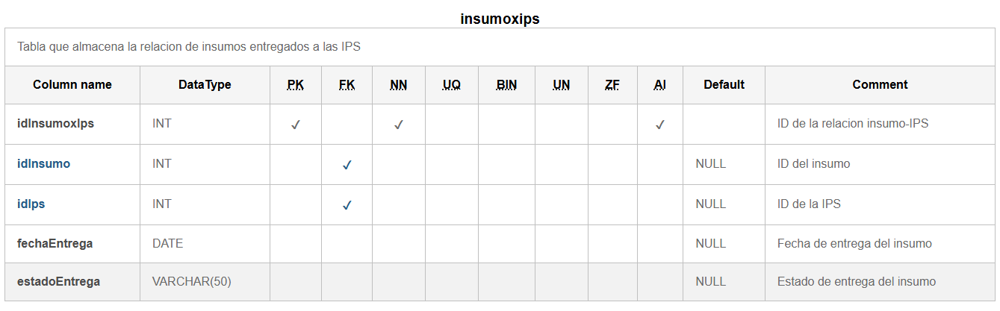 insumoxips
Tabla que almacena la relacion de insumos entregados a las IPS
Column name DataType PK FK NN UQ BIN UN ZF AI Default Comment
idInsumoxIps INT ✓ ✓ ✓ ID de la relacion insumo-IPS
idInsumo INT ✓ NULL ID del insumo
idIps INT ✓ NULL ID de la IPS
fechaEntrega DATE NULL Fecha de entrega del insumo
estadoEntrega VARCHAR(50) NULL Estado de entrega del insumo